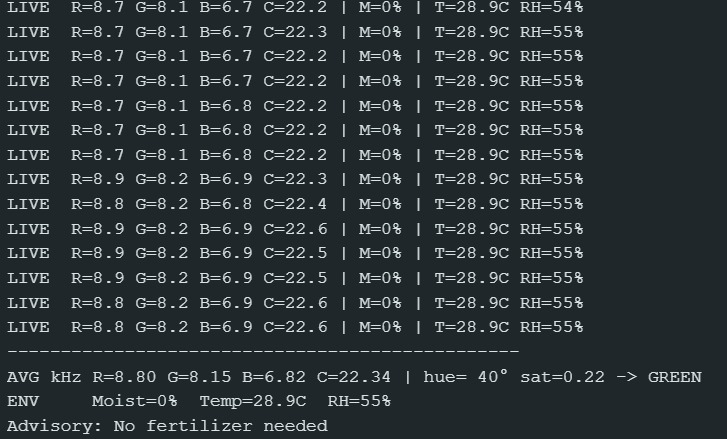 LIVE  R=8.7 G=8.1 B=6.7 C=22.2 | M=0% | T=28.9C RH=54%
LIVE  R=8.7 G=8.1 B=6.7 C=22.3 | M=0% | T=28.9C RH=55%
LIVE  R=8.7 G=8.1 B=6.7 C=22.2 | M=0% | T=28.9C RH=55%
LIVE  R=8.7 G=8.1 B=6.7 C=22.2 | M=0% | T=28.9C RH=55%
LIVE  R=8.7 G=8.1 B=6.8 C=22.2 | M=0% | T=28.9C RH=55%
LIVE  R=8.7 G=8.1 B=6.8 C=22.2 | M=0% | T=28.9C RH=55%
LIVE  R=8.7 G=8.1 B=6.8 C=22.2 | M=0% | T=28.9C RH=55%
LIVE  R=8.9 G=8.2 B=6.9 C=22.3 | M=0% | T=28.9C RH=55%
LIVE  R=8.8 G=8.2 B=6.8 C=22.4 | M=0% | T=28.9C RH=55%
LIVE  R=8.9 G=8.2 B=6.9 C=22.6 | M=0% | T=28.9C RH=55%
LIVE  R=8.9 G=8.2 B=6.9 C=22.5 | M=0% | T=28.9C RH=55%
LIVE  R=8.9 G=8.2 B=6.9 C=22.5 | M=0% | T=28.9C RH=55%
LIVE  R=8.8 G=8.2 B=6.9 C=22.6 | M=0% | T=28.9C RH=55%
LIVE  R=8.8 G=8.2 B=6.9 C=22.6 | M=0% | T=28.9C RH=55%
------------------------------------------------
AVG kHz R=8.80 G=8.15 B=6.82 C=22.34 | hue= 40° sat=0.22 -> GREEN
ENV     Moist=0%  Temp=28.9C  RH=55%
Advisory: No fertilizer needed